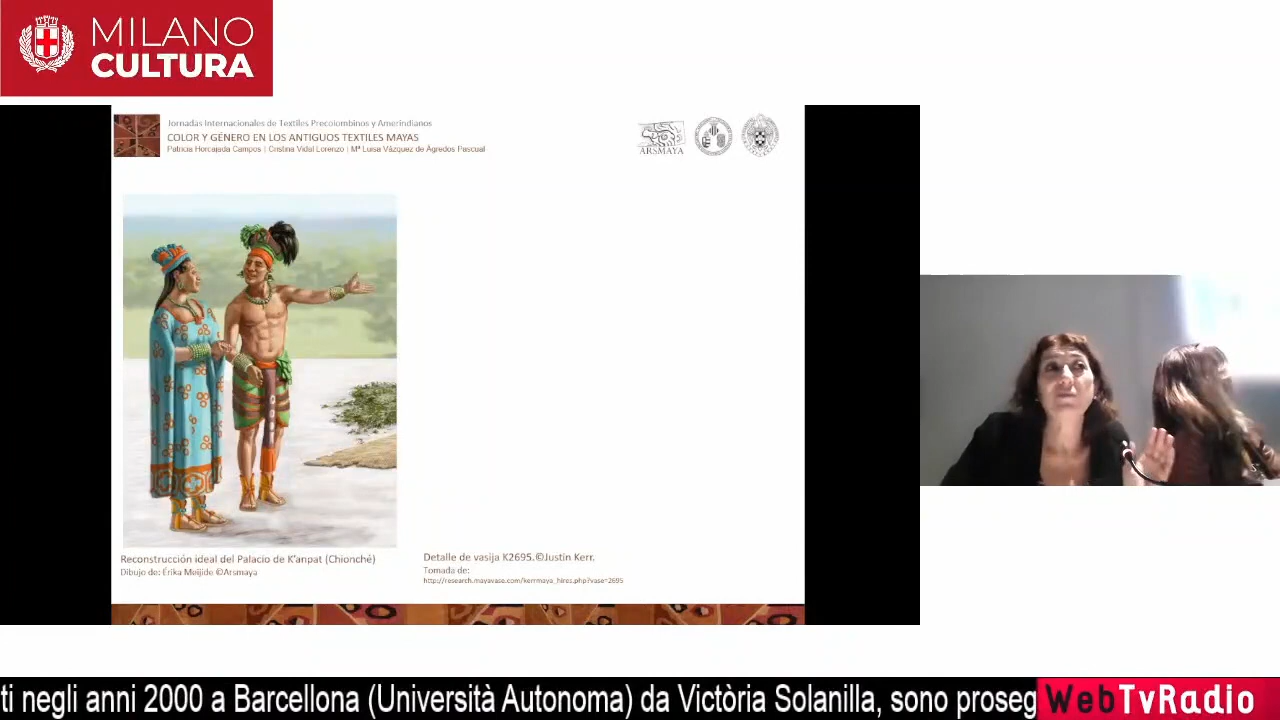 MILANO
CULTURA
Jornadas Internacionales de Textiles Precolombinos y Amerindianos
COLOR Y GÉNERO EN LOS ANTIGUOS TEXTILES MAYAS
Patricia Horcajada Campos | Cristina Vidal Lorenzo | Mª Luisa Vázquez de Ágredos Pascual
ARSMAYA
Reconstrucción ideal del Palacio de K'anpat (Chionché)
Dibujo de: Érika Meijide ©Arsmaya
Detalle de vasija K2695.©Justin Kerr.
Tomada de:
http://research.mayavase.com/kerrmaya_hires.php?vase=2695
ti negli anni 2000 a Barcellona (Università Autonoma) da Victòria Solanilla, sono proseg
WebTvRadio